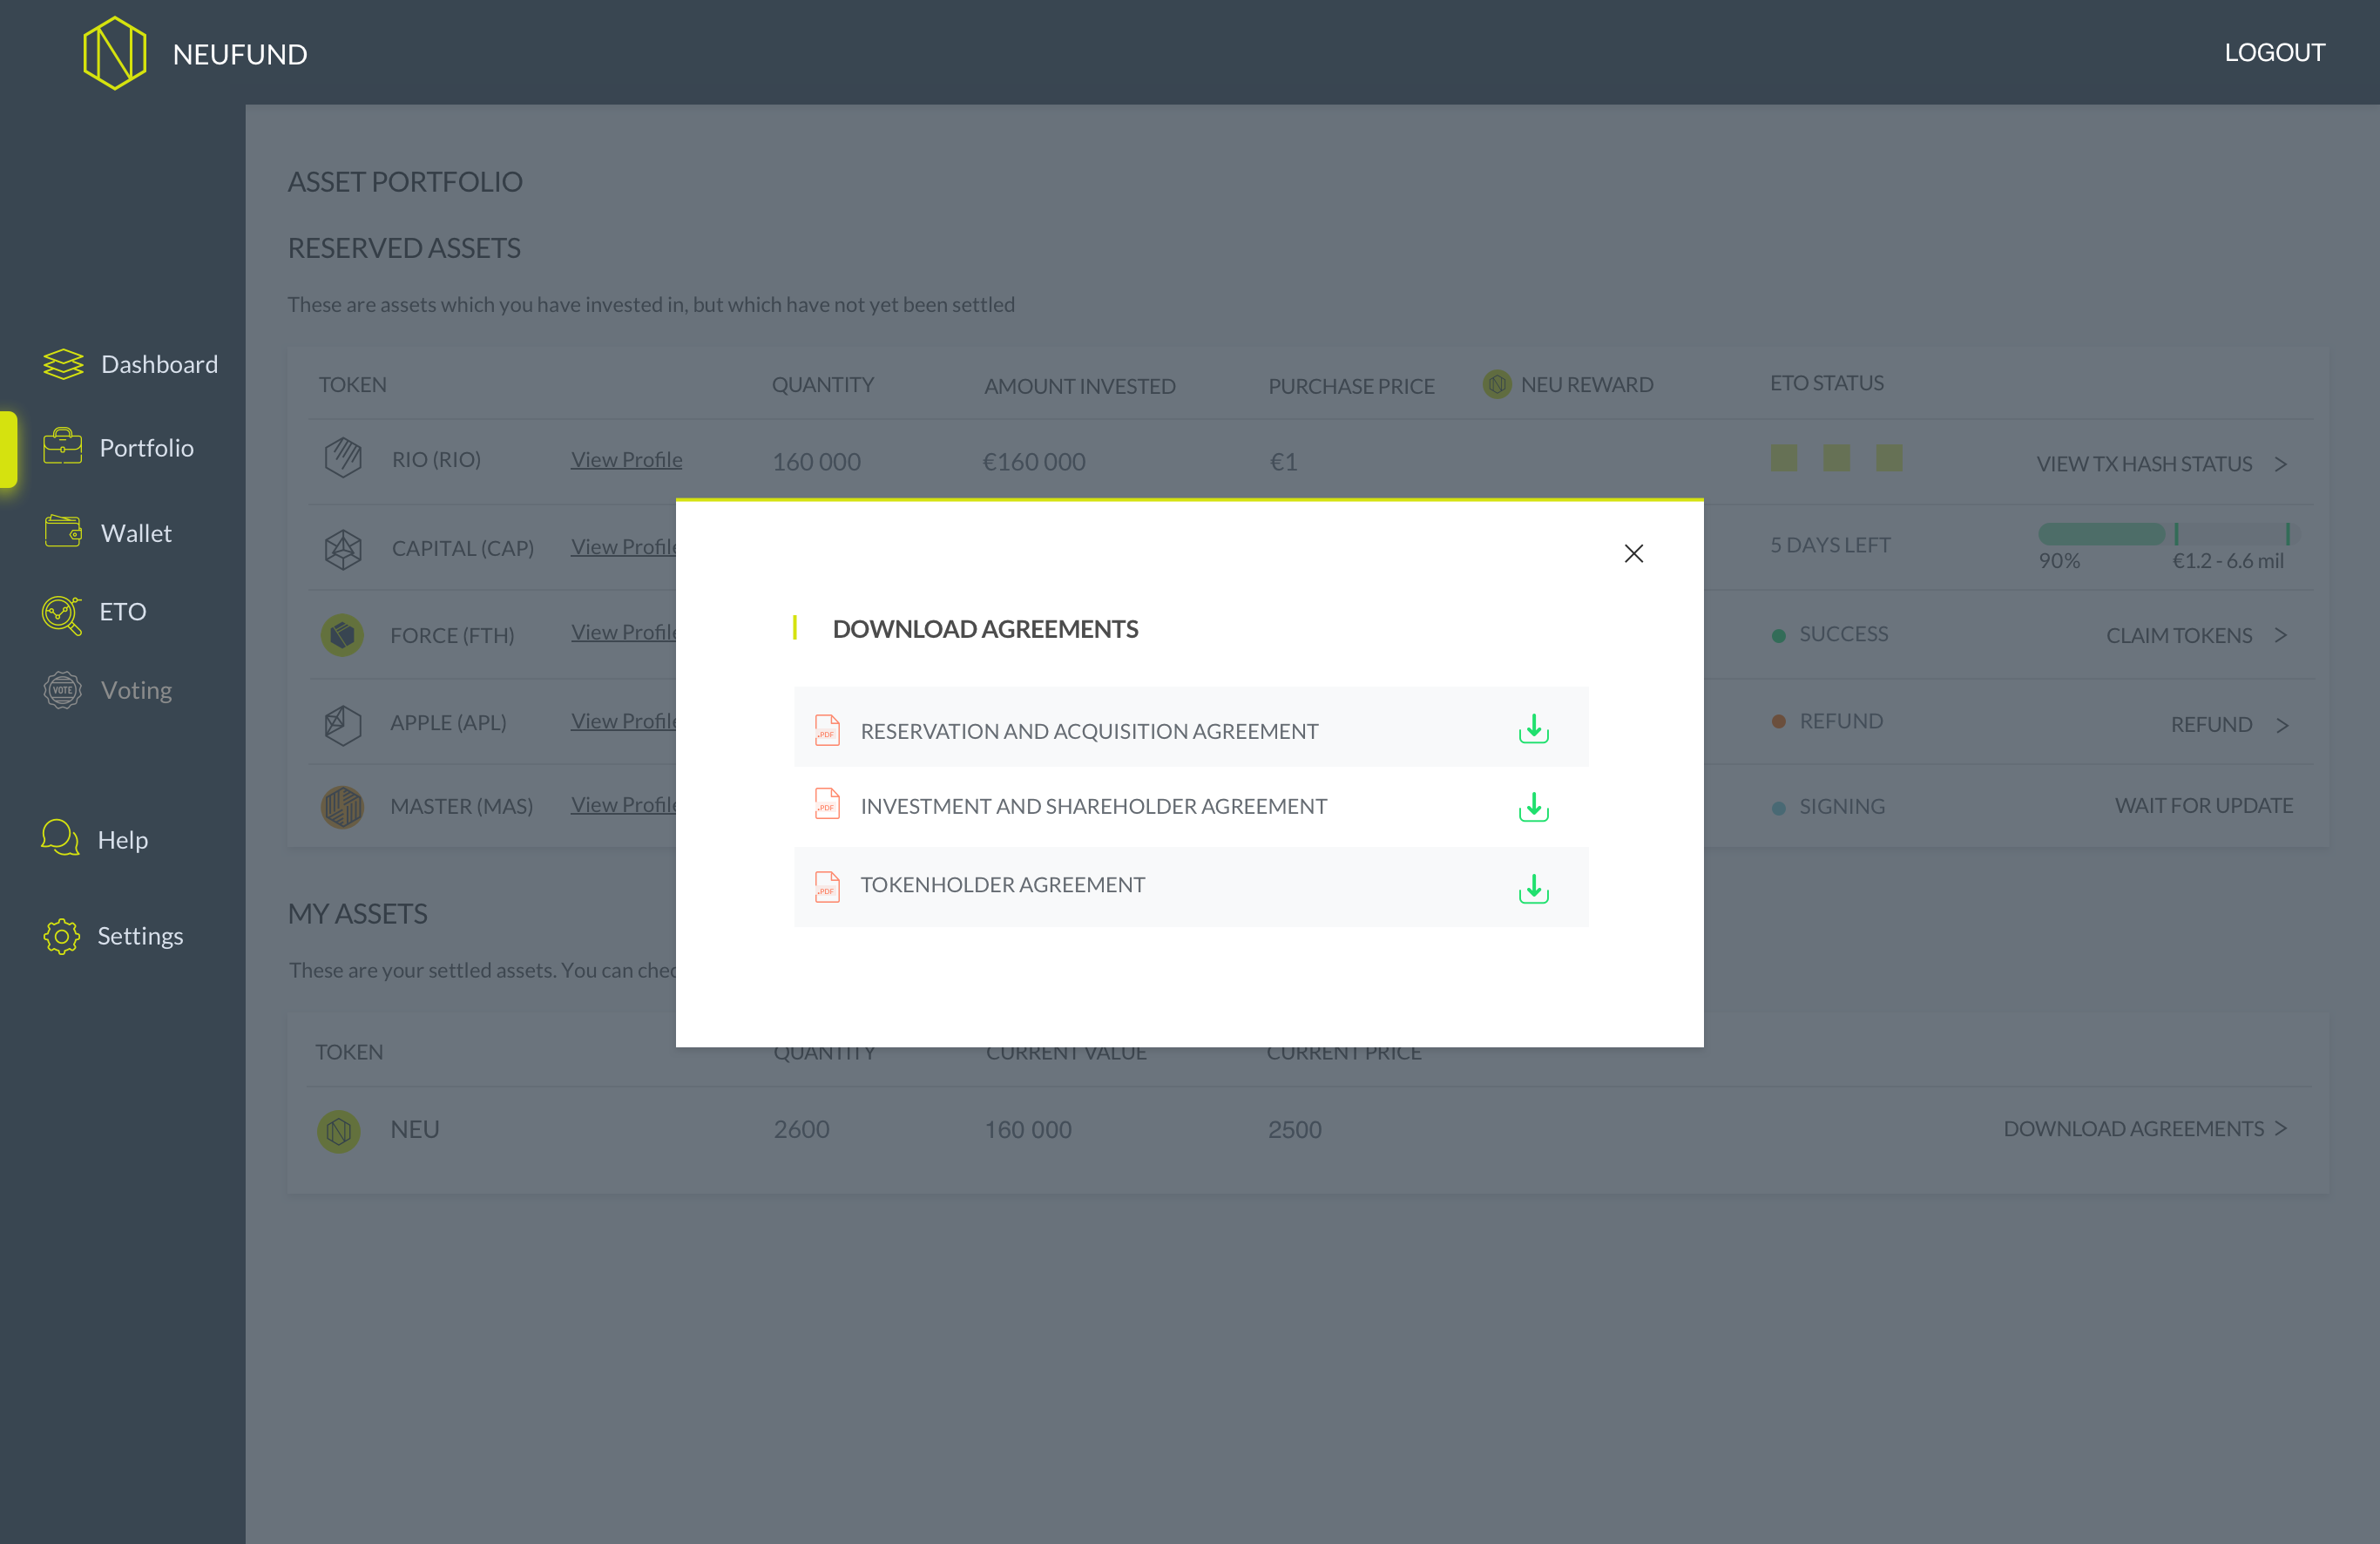 NEUFUND
LOGOUT
Dashboard
Portfolio
Wallet
ETO
VOTE
Voting
Help
Settings
ASSET PORTFOLIO
RESERVED ASSETS
These are assets which you have invested in, but which have not yet been settled
TOKEN QUANTITY AMOUNT INVESTED PURCHASE PRICE NEU REWARD ETO STATUS
RIO (RIO) View Profile 160 000 €160 000 €1 VIEW TX HASH STATUS >
CAPITAL (CAP) View Profile 5 DAYS LEFT
90% €1.2 - 6.6 mil
FORCE (FTH) View Profile SUCCESS CLAIM TOKENS >
APPLE (APL) View Profile REFUND REFUND >
MASTER (MAS) View Profile SIGNING WAIT FOR UPDATE
DOWNLOAD AGREEMENTS
.PDF RESERVATION AND ACQUISITION AGREEMENT
.PDF INVESTMENT AND SHAREHOLDER AGREEMENT
.PDF TOKENHOLDER AGREEMENT
MY ASSETS
These are your settled assets. You can
TOKEN QUANTITY CURRENT VALUE CURRENT PRICE
NEU 2600 160 000 2500 DOWNLOAD AGREEMENTS >